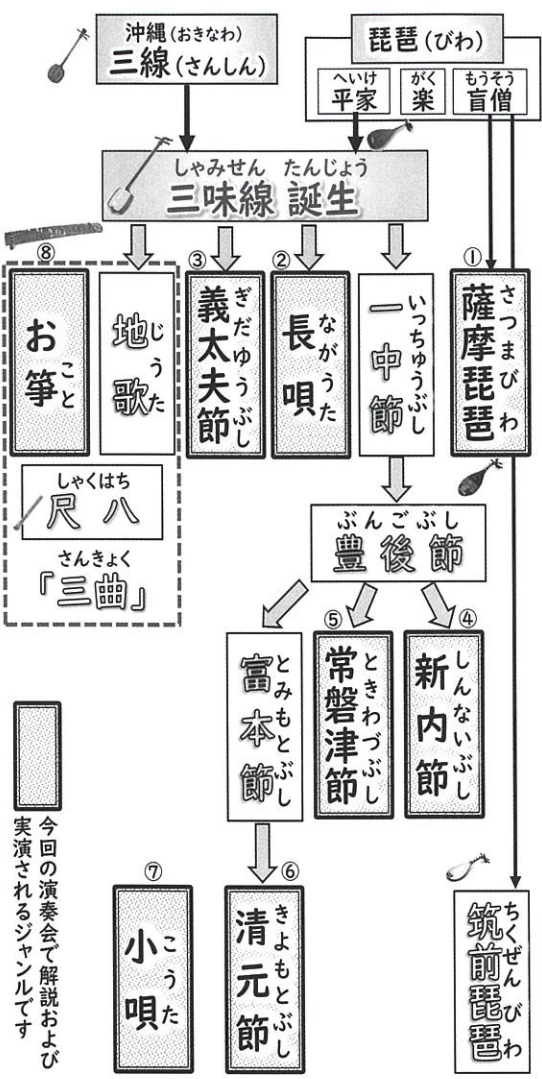 沖縄(おきなわ)
三線(さんしん)
琵琶(びわ)
へいけ
平家
がく
楽
もうそう
盲僧
しゃみせん たんじょう
三味線 誕生
①
薩摩琵琶
さつまびわ
一中節
いっちゅうぶし
②
長唄
ながうた
③
義太夫節
ぎだゆうぶし
地歌
じうた
⑧
お箏
こと
しゃくはち
尺八
さんきょく
「三曲」
ぶんごぶし
豊後節
④
新内節
しんないぶし
⑤
常磐津節
ときわづぶし
富本節
とみもとぶし
⑥
清元節
きよもとぶし
⑦
小唄
こうた
筑前琵琶
ちくぜんびわ
今回の演奏会で解説および
実演されるジャンルです